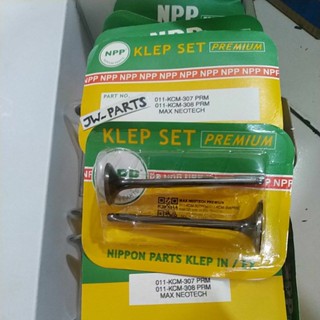 NPP
KLEP SET PREMIUM
NPP NPP NPP NPP NPP NPP NPP
PART NO.
011-KCM-307 PRM
011-KCM-308 PRM
MAX NEOTECH
JW-PARTS
KLEP SET PREMIUM
NPP
NIPPON PARTS KLEP IN / EX
011-KCM-307 PRM
011-KCM-308 PRM
MAX NEOTECH